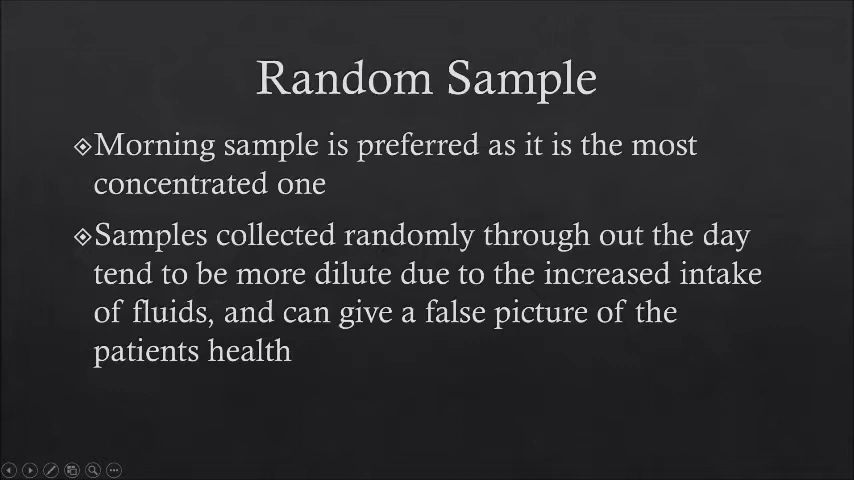 Random Sample
Morning sample is preferred as it is the most
concentrated one
Samples collected randomly through out the day
tend to be more dilute due to the increased intake
of fluids, and can give a false picture of the
patients health